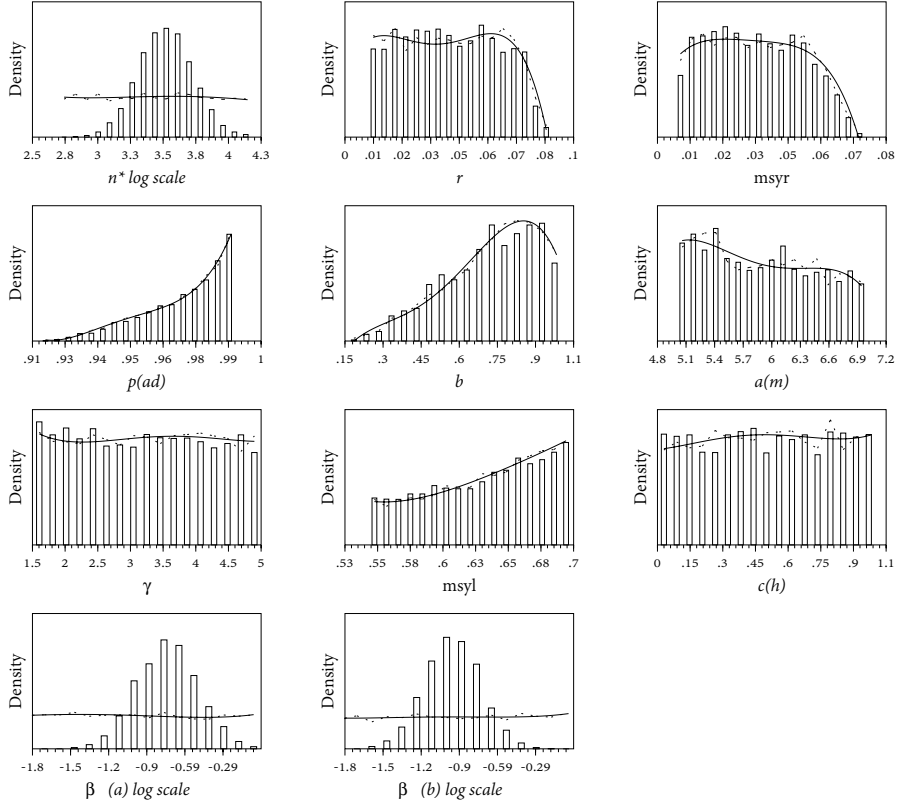 Density
2.5 2.8 3 3.3 3.5 3.8 4 4.3
n* log scale
Density
0 .01 .02 .03 .05 .06 .07 .08 .1
r
Density
0 .01 .02 .03 .05 .06 .07 .08
msyr
Density
.91 .93 .94 .95 .96 .98 .99 1
p(ad)
Density
.15 .3 .45 .6 .75 .9 1.1
b
Density
4.8 5.1 5.4 5.7 6 6.3 6.6 6.9 7.2
a(m)
Density
1.5 2 2.5 3 3.5 4 4.5 5
γ
Density
.53 .55 .56 .58 .6 .61 .63 .65 .66 .68 .7
msyl
Density
0 .15 .3 .45 .6 .75 .9 1.1
c(h)
Density
-1.8 -1.5 -1.2 -0.9 -0.59 -0.29
β (a) log scale
Density
-1.8 -1.5 -1.2 -0.9 -0.59 -0.29
β (b) log scale